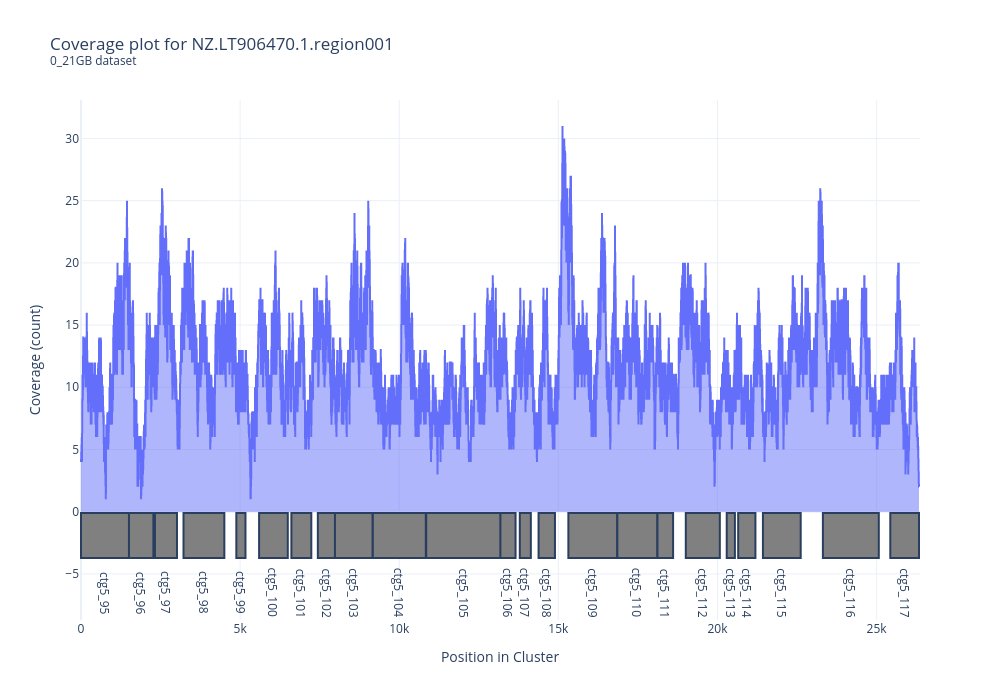 Coverage plot for NZ.LT906470.1.region001
0_21GB dataset
Coverage (count)
30
25
20
15
10
5
0
−5
ctg5_95
ctg5_96
ctg5_97
ctg5_98
ctg5_99
ctg5_100
ctg5_101
ctg5_102
ctg5_103
ctg5_104
ctg5_105
ctg5_106
ctg5_107
ctg5_108
ctg5_109
ctg5_110
ctg5_111
ctg5_112
ctg5_113
ctg5_114
ctg5_115
ctg5_116
ctg5_117
0 5k 10k 15k 20k 25k
Position in Cluster